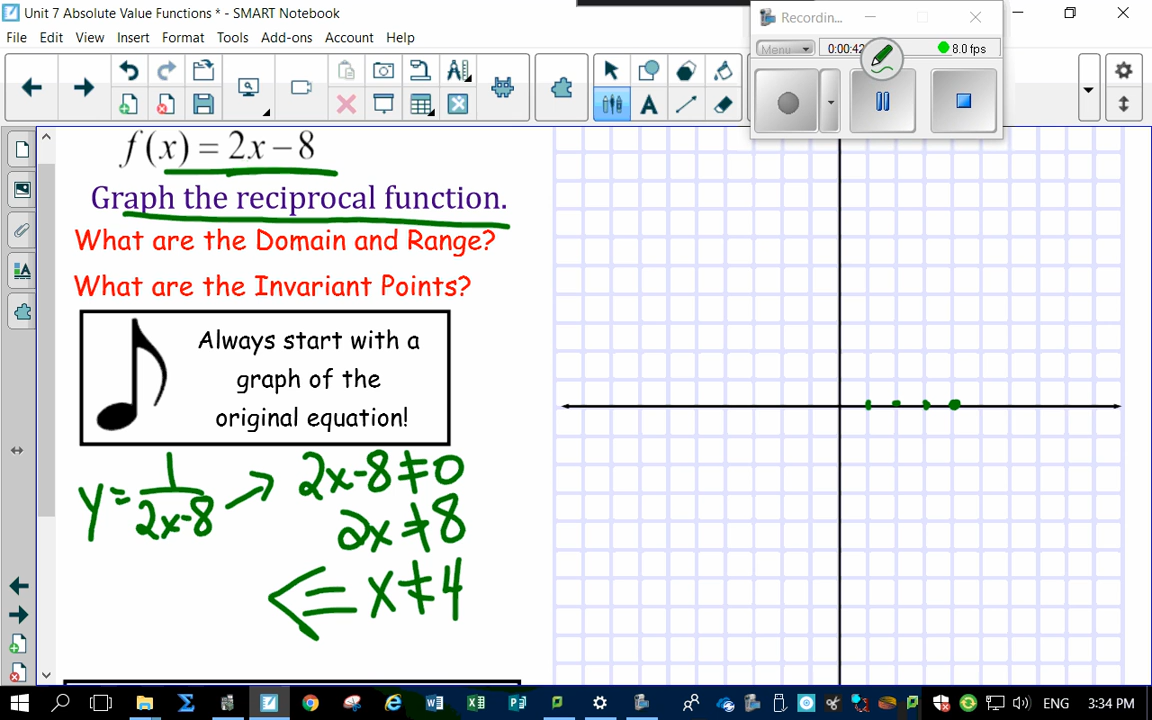 Unit 7 Absolute Value Functions * - SMART Notebook
File Edit View Insert Format Tools Add-ons Account Help
Recordin...
Menu
0:00:42
8.0 fps
f(x) = 2x − 8
Graph the reciprocal function.
What are the Domain and Range?
What are the Invariant Points?
Always start with a
graph of the
original equation!
y = 1/(2x-8) → 2x-8≠0
2x≠8
x≠4
ENG 3:34 PM